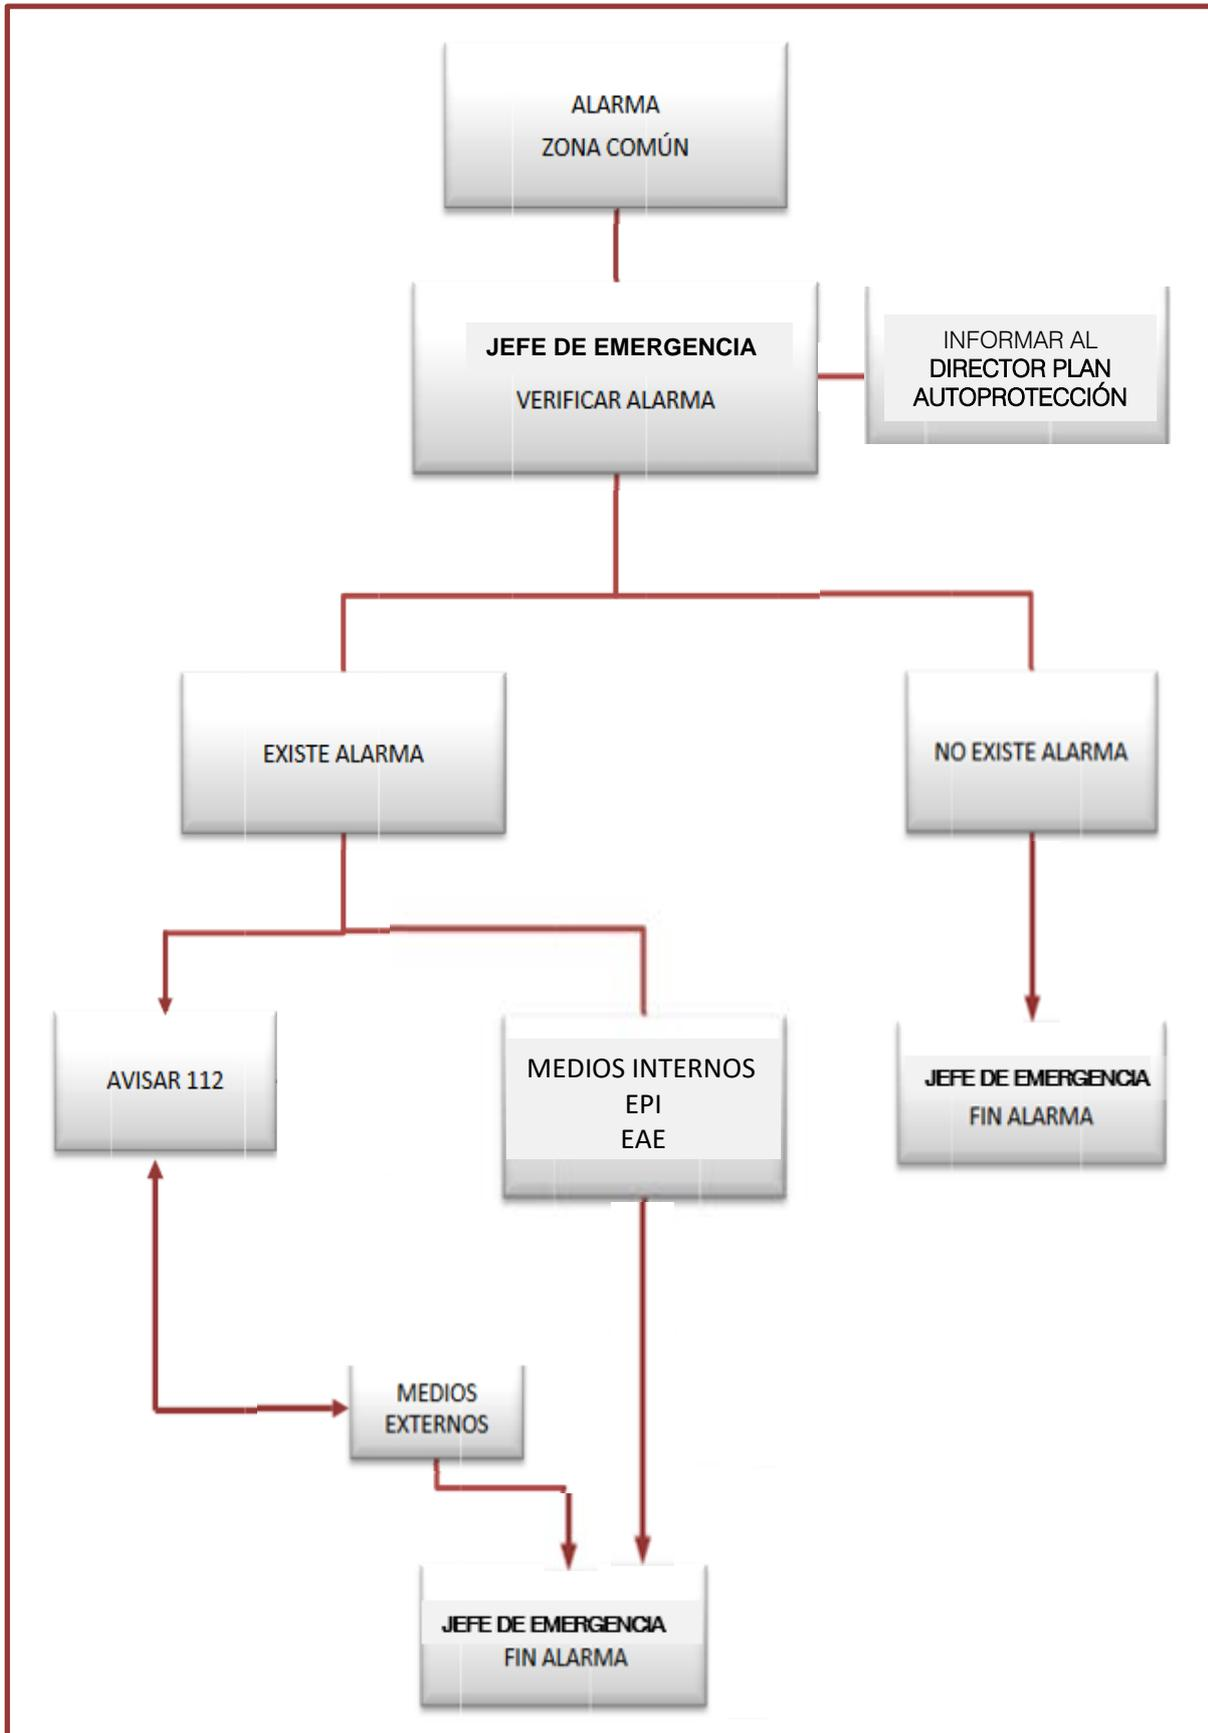 ALARMA
ZONA COMÚN
JEFE DE EMERGENCIA
VERIFICAR ALARMA
INFORMAR AL
DIRECTOR PLAN
AUTOPROTECCIÓN
EXISTE ALARMA
NO EXISTE ALARMA
AVISAR 112
MEDIOS INTERNOS
EPI
EAE
JEFE DE EMERGENCIA
FIN ALARMA
MEDIOS
EXTERNOS
JEFE DE EMERGENCIA
FIN ALARMA